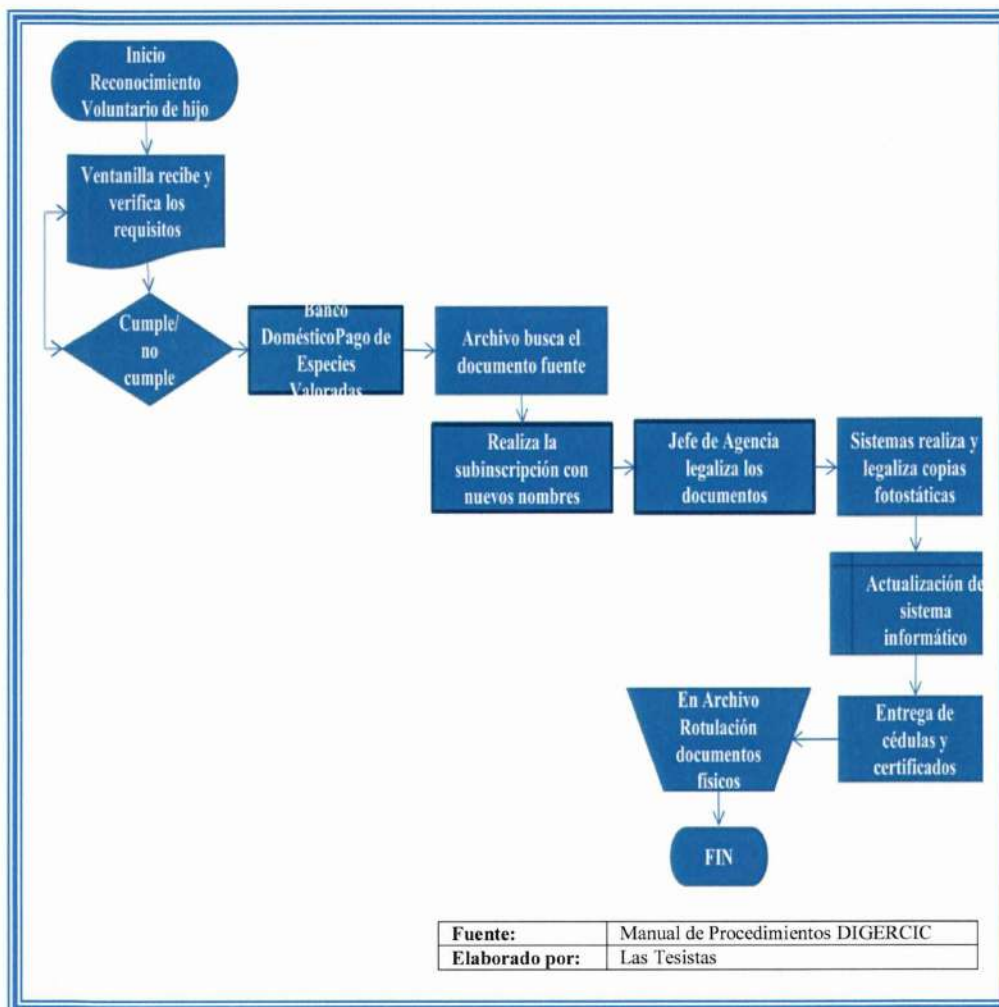 Inicio
Reconocimiento
Voluntario de hijo
Ventanilla recibe y
verifica los
requisitos
Cumple/
no
cumple
Banco
DomésticoPago de
Especies
Valoradas
Archivo busca el
documento fuente
Realiza la
subinscripción con
nuevos nombres
Jefe de Agencia
legaliza los
documentos
Sistemas realiza y
legaliza copias
fotostáticas
Actualización de
sistema
informático
Entrega de
cédulas y
certificados
En Archivo
Rotulación
documentos
físicos
FIN
Fuente: Manual de Procedimientos DIGERCIC
Elaborado por: Las Tesistas